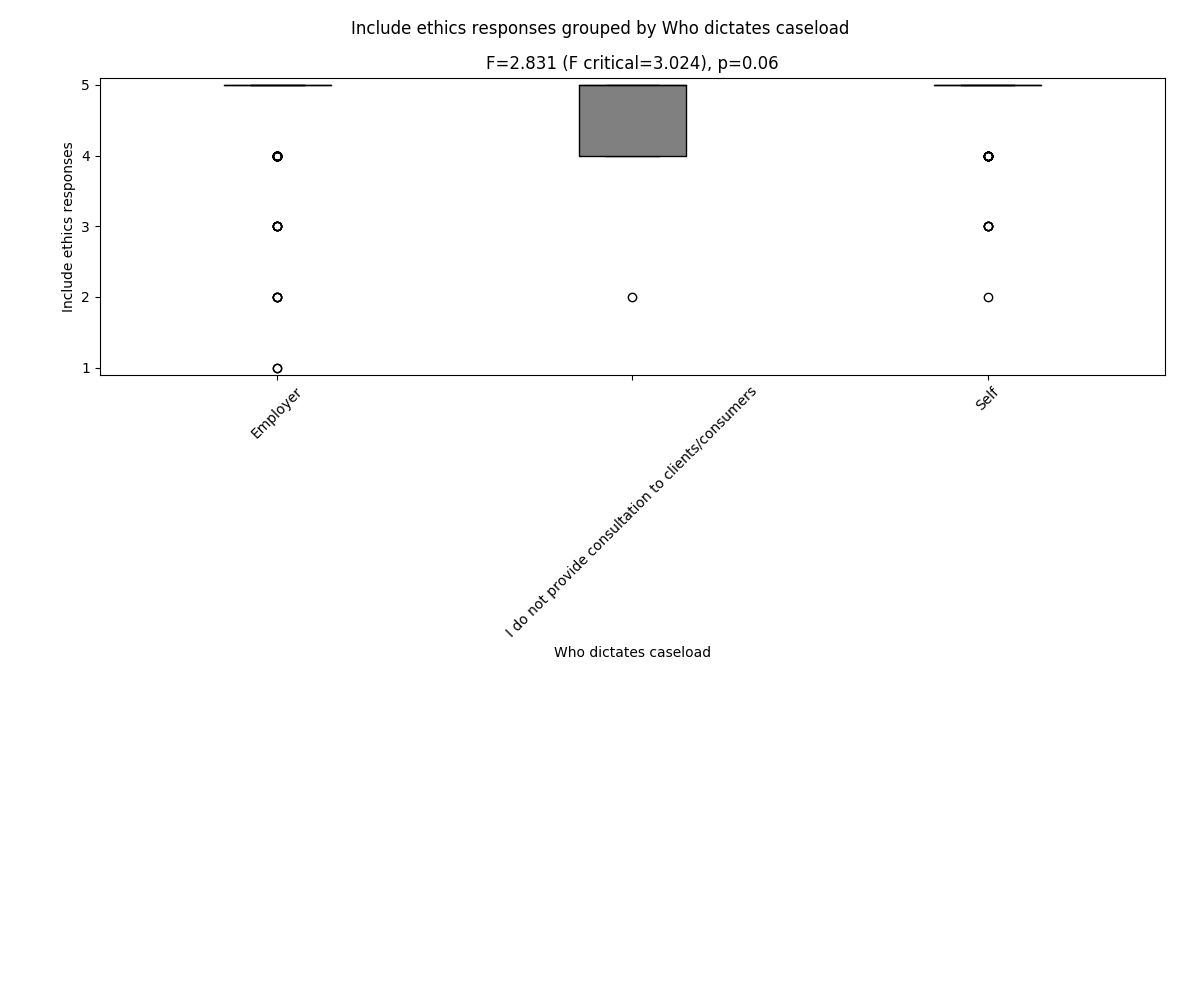 Include ethics responses grouped by Who dictates caseload
F=2.831 (F critical=3.024), p=0.06
Include ethics responses
5
4
3
2
1
Employer
I do not provide consultation to clients/consumers
Self
Who dictates caseload